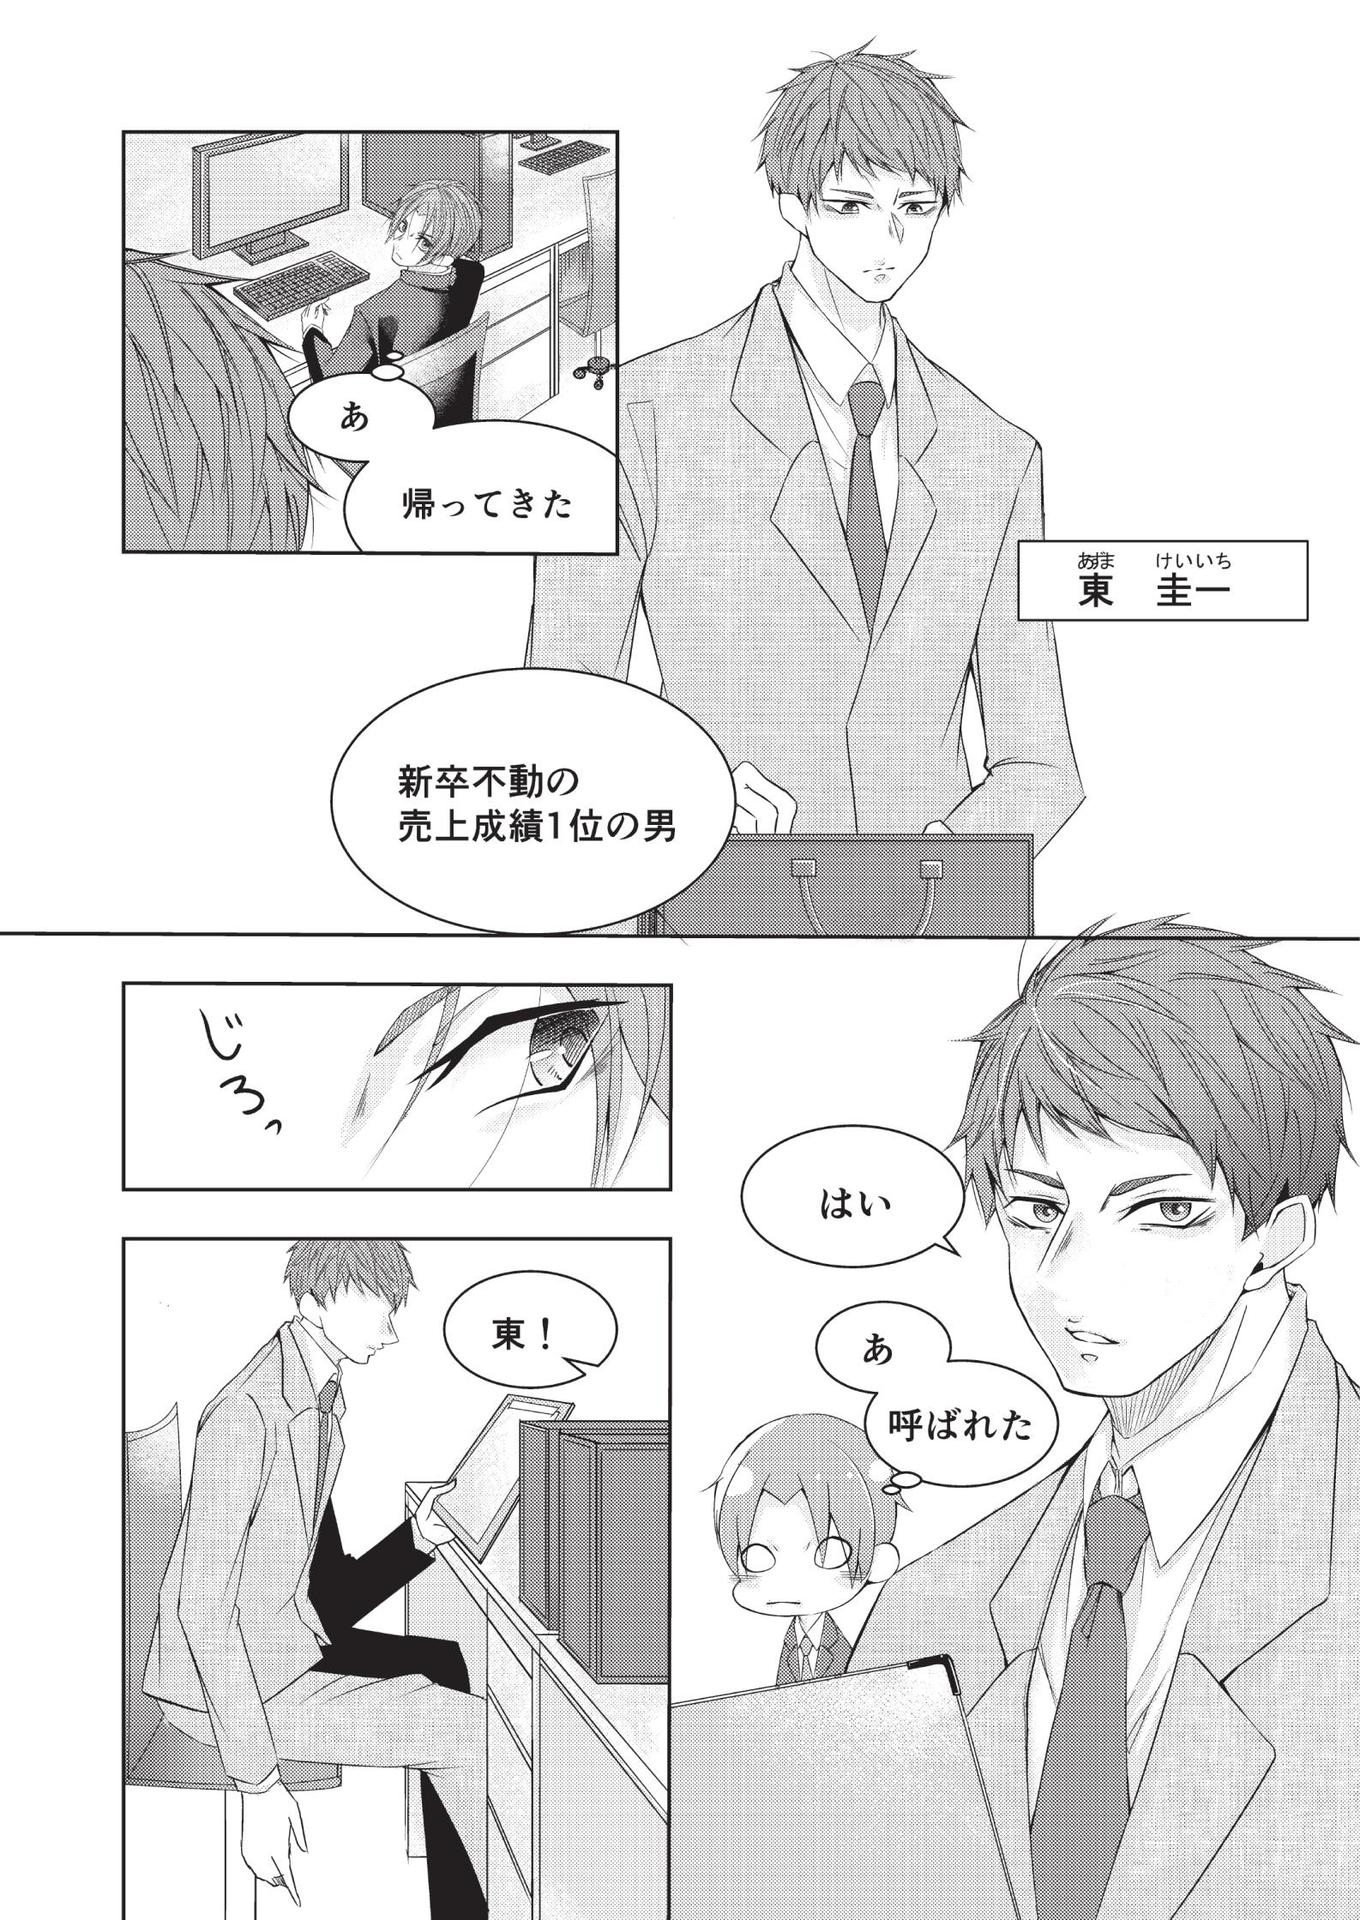 あ
帰ってきた
あずま けいいち
東 圭一
新卒不動の
売上成績1位の男
じろっ
東！
はい
あ
呼ばれた